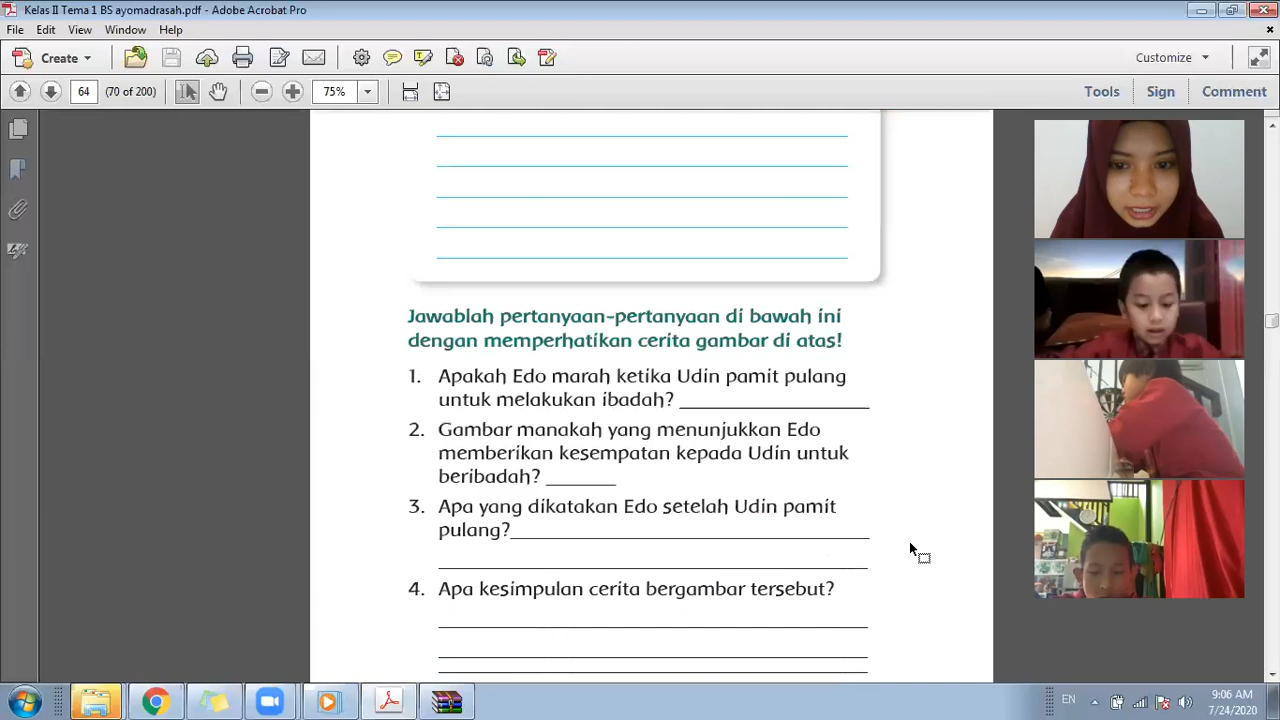 Kelas II Tema 1 BS ayomadrasah.pdf - Adobe Acrobat Pro
File Edit View Window Help
Create Customize
64 (70 of 200) 75% Tools Sign Comment
Jawablah pertanyaan-pertanyaan di bawah ini
dengan memperhatikan cerita gambar di atas!
1. Apakah Edo marah ketika Udin pamit pulang
untuk melakukan ibadah?
2. Gambar manakah yang menunjukkan Edo
memberikan kesempatan kepada Udin untuk
beribadah?
3. Apa yang dikatakan Edo setelah Udin pamit
pulang?
4. Apa kesimpulan cerita bergambar tersebut?
EN
9:06 AM
7/24/2020